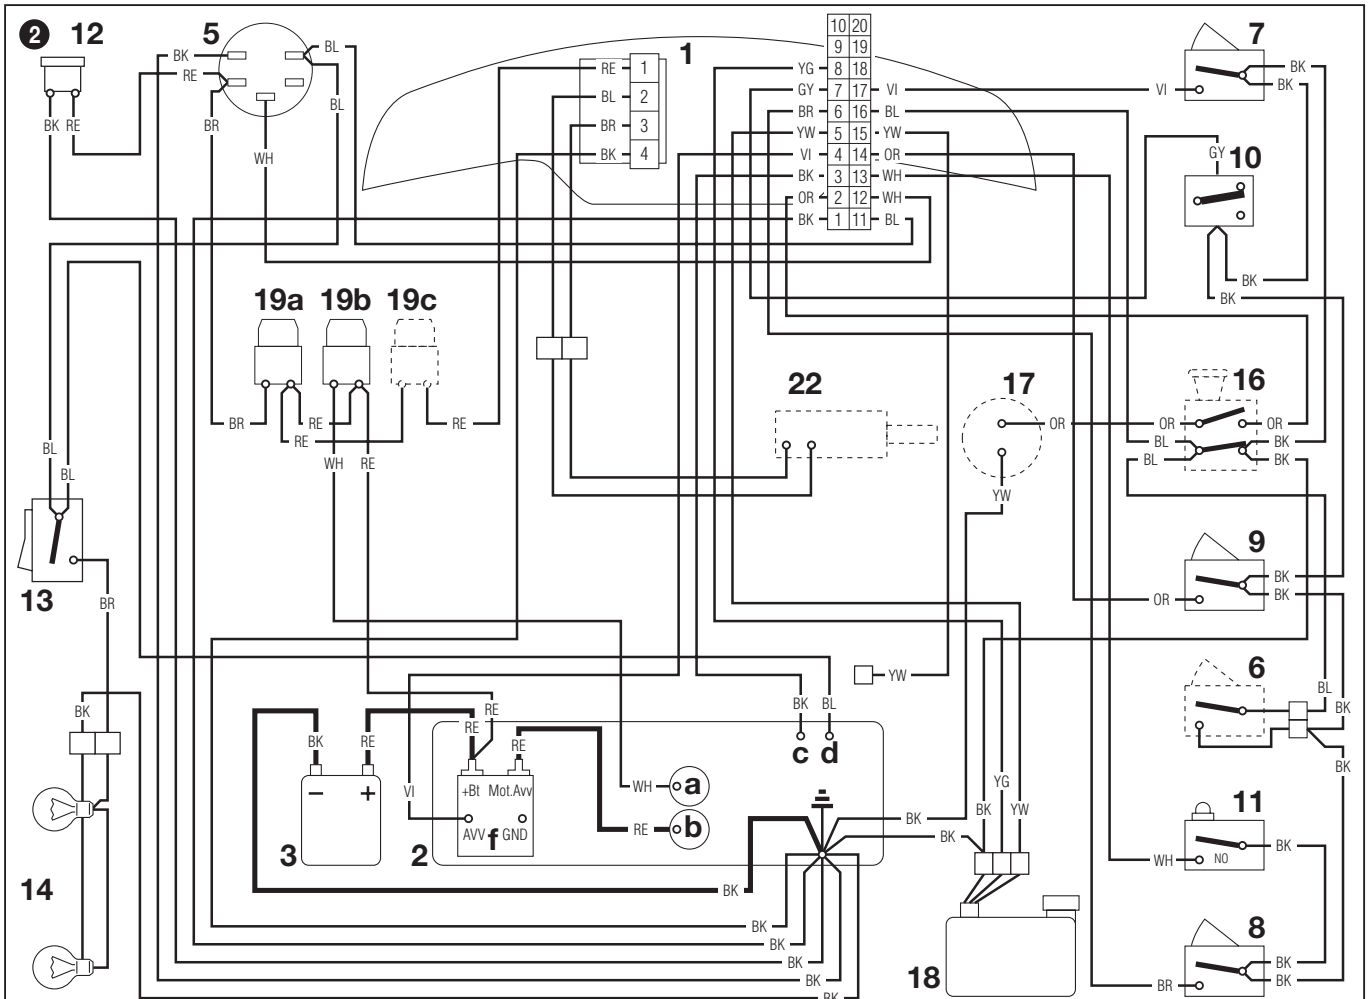 2 12 5 1 7
BK RE BL
RE 1
BL 2
BR 3
BK 4
10 20
9 19
YG 8 18
GY 7 17 VI
BR 6 16 BL
YW 5 15 YW
VI 4 14 OR
BK 3 13 WH
OR 2 12 WH
BK 1 11 BL
VI BK
BK
BK RE BR WH BL
GY 10
BK
BK
19a 19b 19c
BR RE RE
RE
WH RE
22 17 16
OR OR OR
BL BK
BL BK
YW
BL
BL
13
BR
9
BK
BK
OR
6
BL
BK
BK
YW
BK BL
c d
BK
RE
RE
RE
BK RE
− +
3
VI
+Bt Mot.Avv
AVV f GND
2
WH a
RE b
BK
BK
BK YG YW
11
BK
WH NO
14
BK
BK
BK
BK
BK
BK
18
8
BK
BK
BR